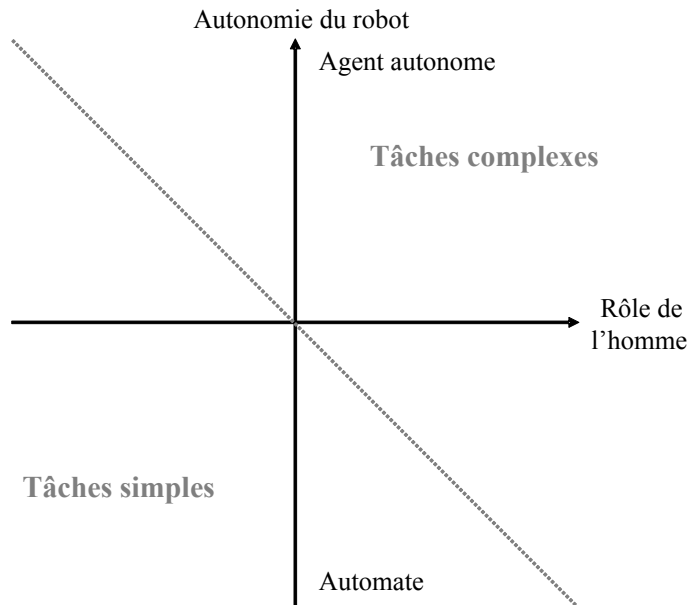 Autonomie du robot
Agent autonome
Tâches complexes
Rôle de
l’homme
Tâches simples
Automate